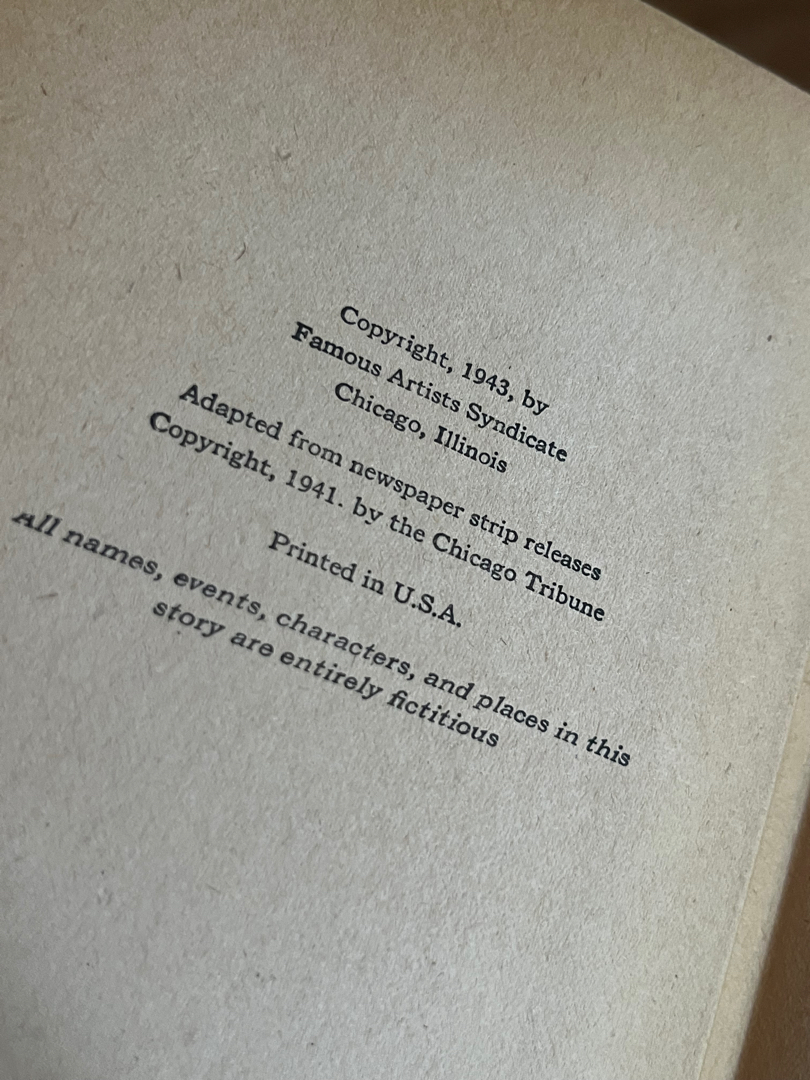 Copyright, 1943, by
Famous Artists Syndicate
Chicago, Illinois
Adapted from newspaper strip releases
Copyright, 1941. by the Chicago Tribune
Printed in U.S.A.
All names, events, characters, and places in this
story are entirely fictitious